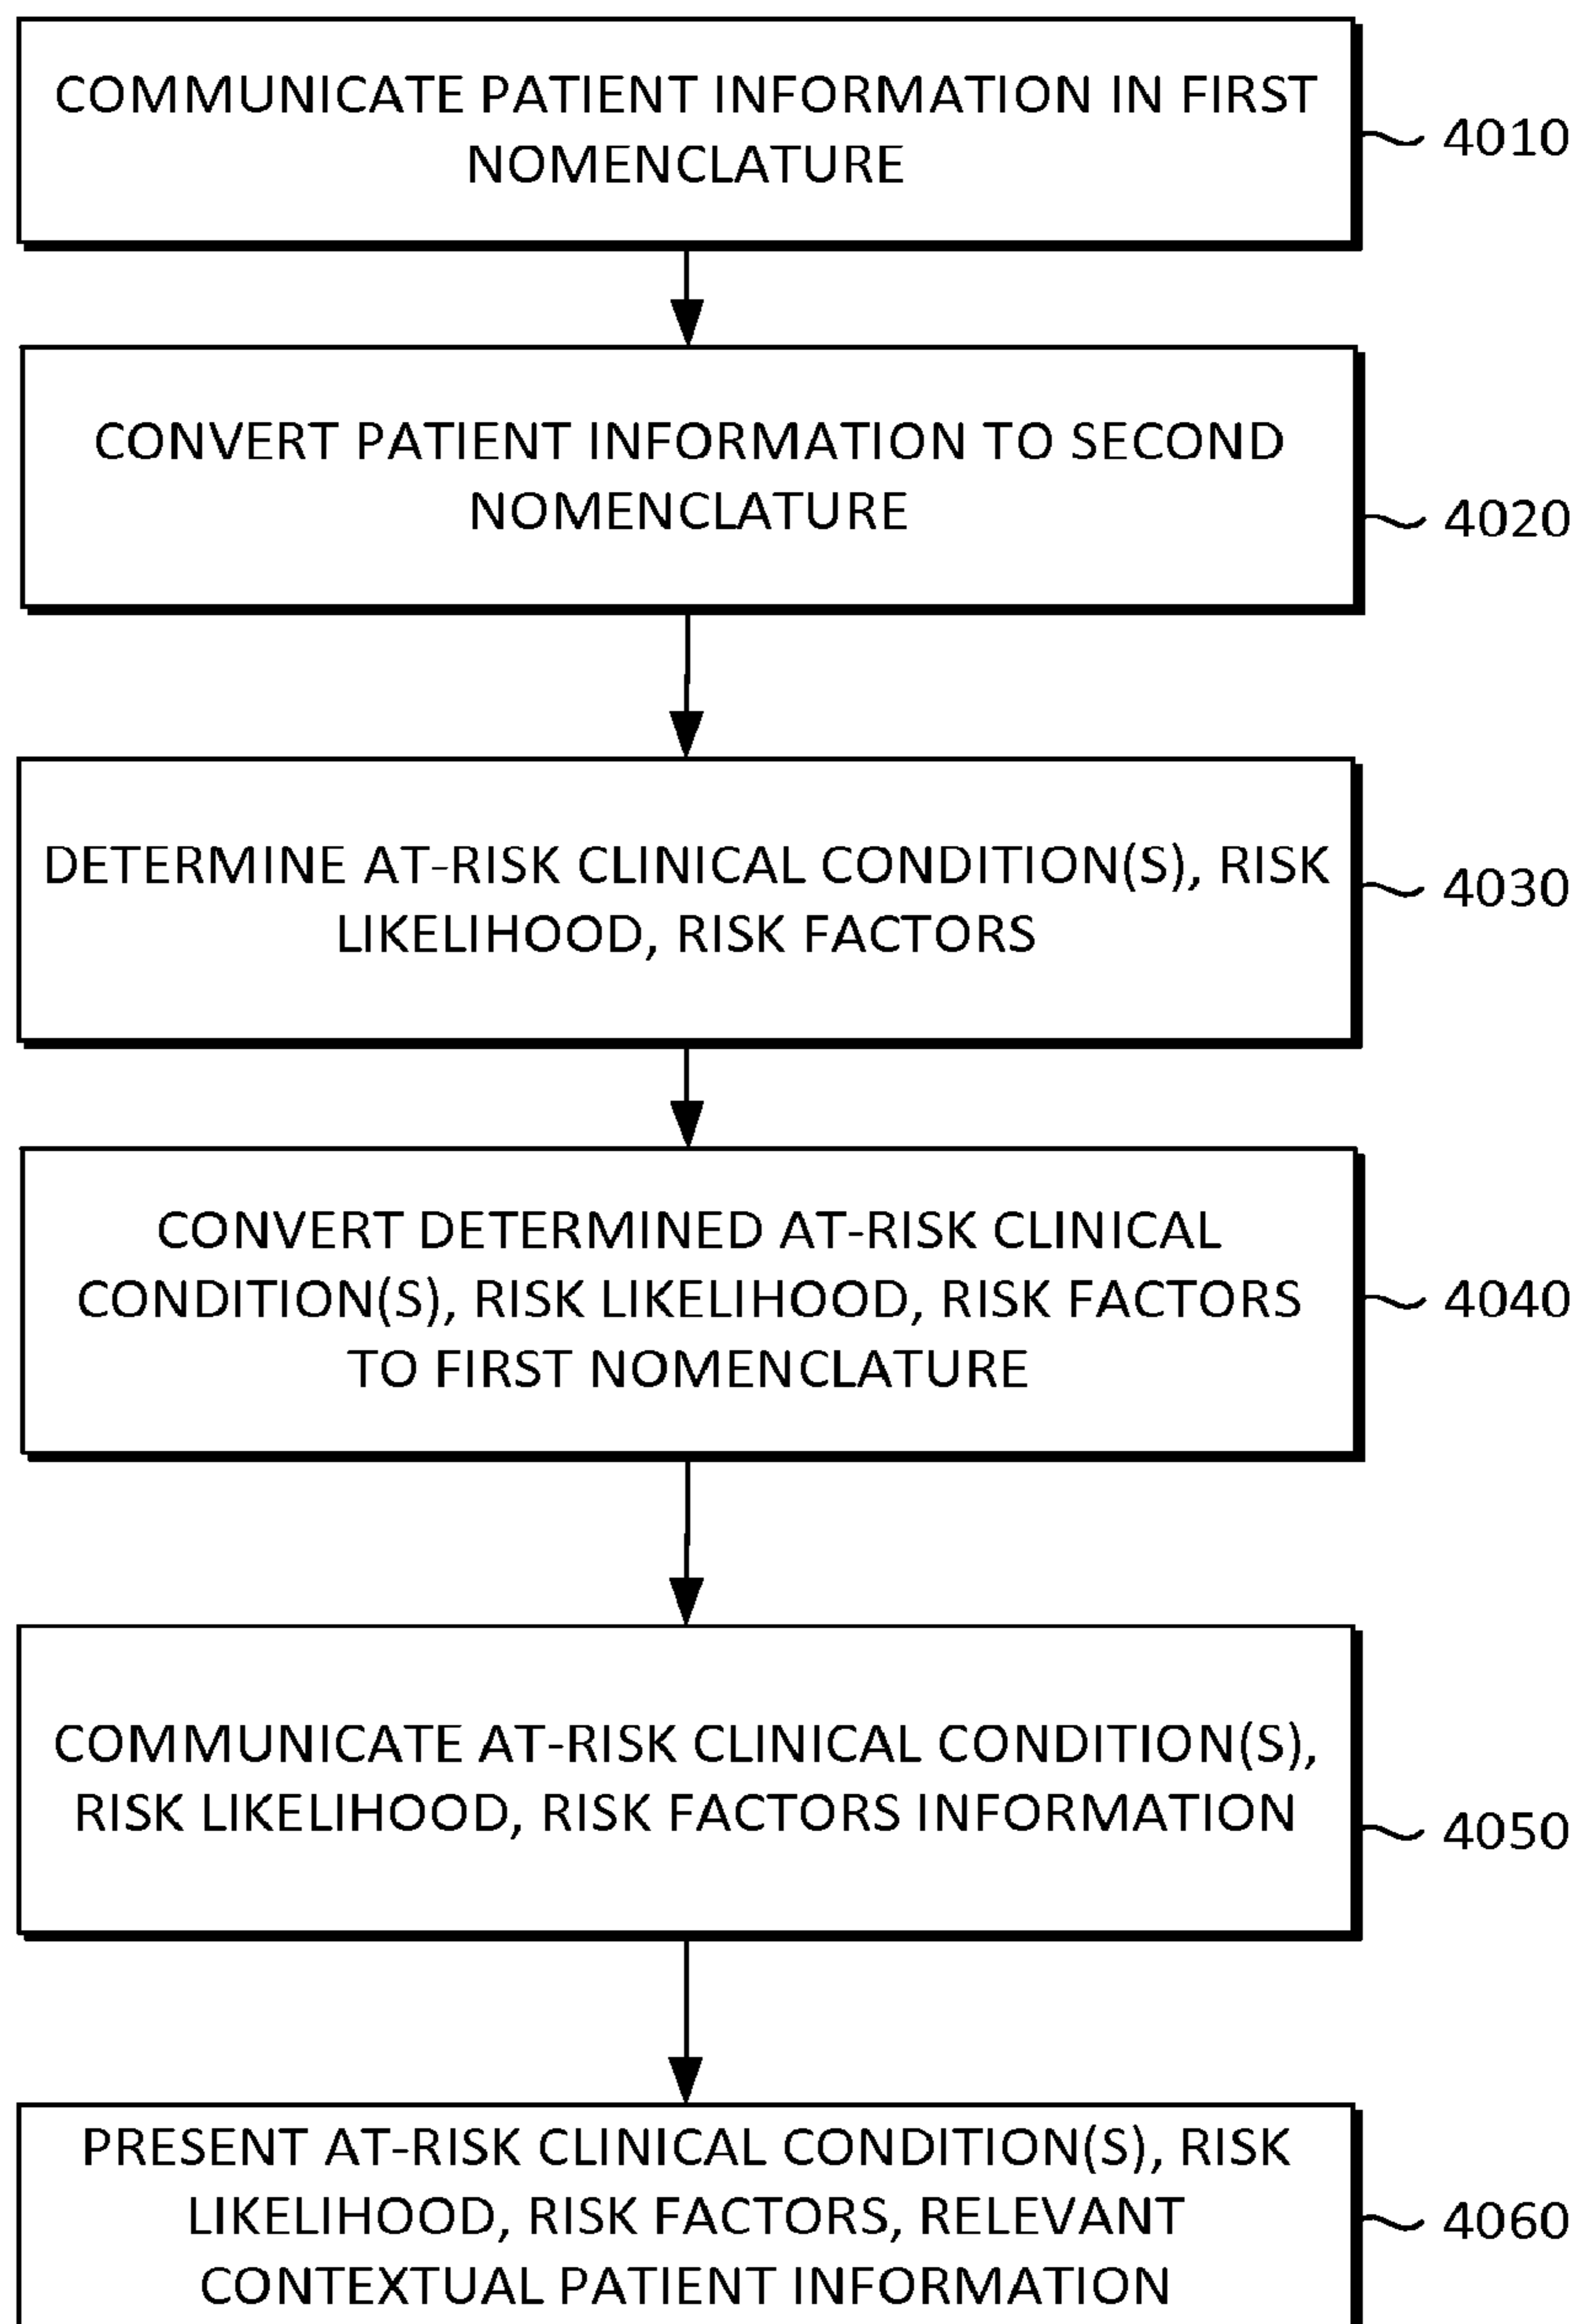 COMMUNICATE PATIENT INFORMATION IN FIRST
NOMENCLATURE
4010
CONVERT PATIENT INFORMATION TO SECOND
NOMENCLATURE
4020
DETERMINE AT-RISK CLINICAL CONDITION(S), RISK
LIKELIHOOD, RISK FACTORS
4030
CONVERT DETERMINED AT-RISK CLINICAL
CONDITION(S), RISK LIKELIHOOD, RISK FACTORS
TO FIRST NOMENCLATURE
4040
COMMUNICATE AT-RISK CLINICAL CONDITION(S),
RISK LIKELIHOOD, RISK FACTORS INFORMATION
4050
PRESENT AT-RISK CLINICAL CONDITION(S), RISK
LIKELIHOOD, RISK FACTORS, RELEVANT
CONTEXTUAL PATIENT INFORMATION
4060